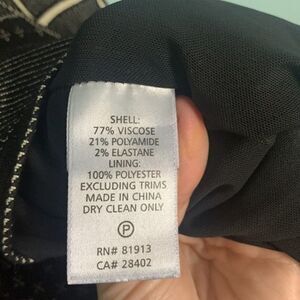 SHELL:
77% VISCOSE
21% POLYAMIDE
2% ELASTANE
LINING:
100% POLYESTER
EXCLUDING TRIMS
MADE IN CHINA
DRY CLEAN ONLY
P
RN# 81913
CA# 28402